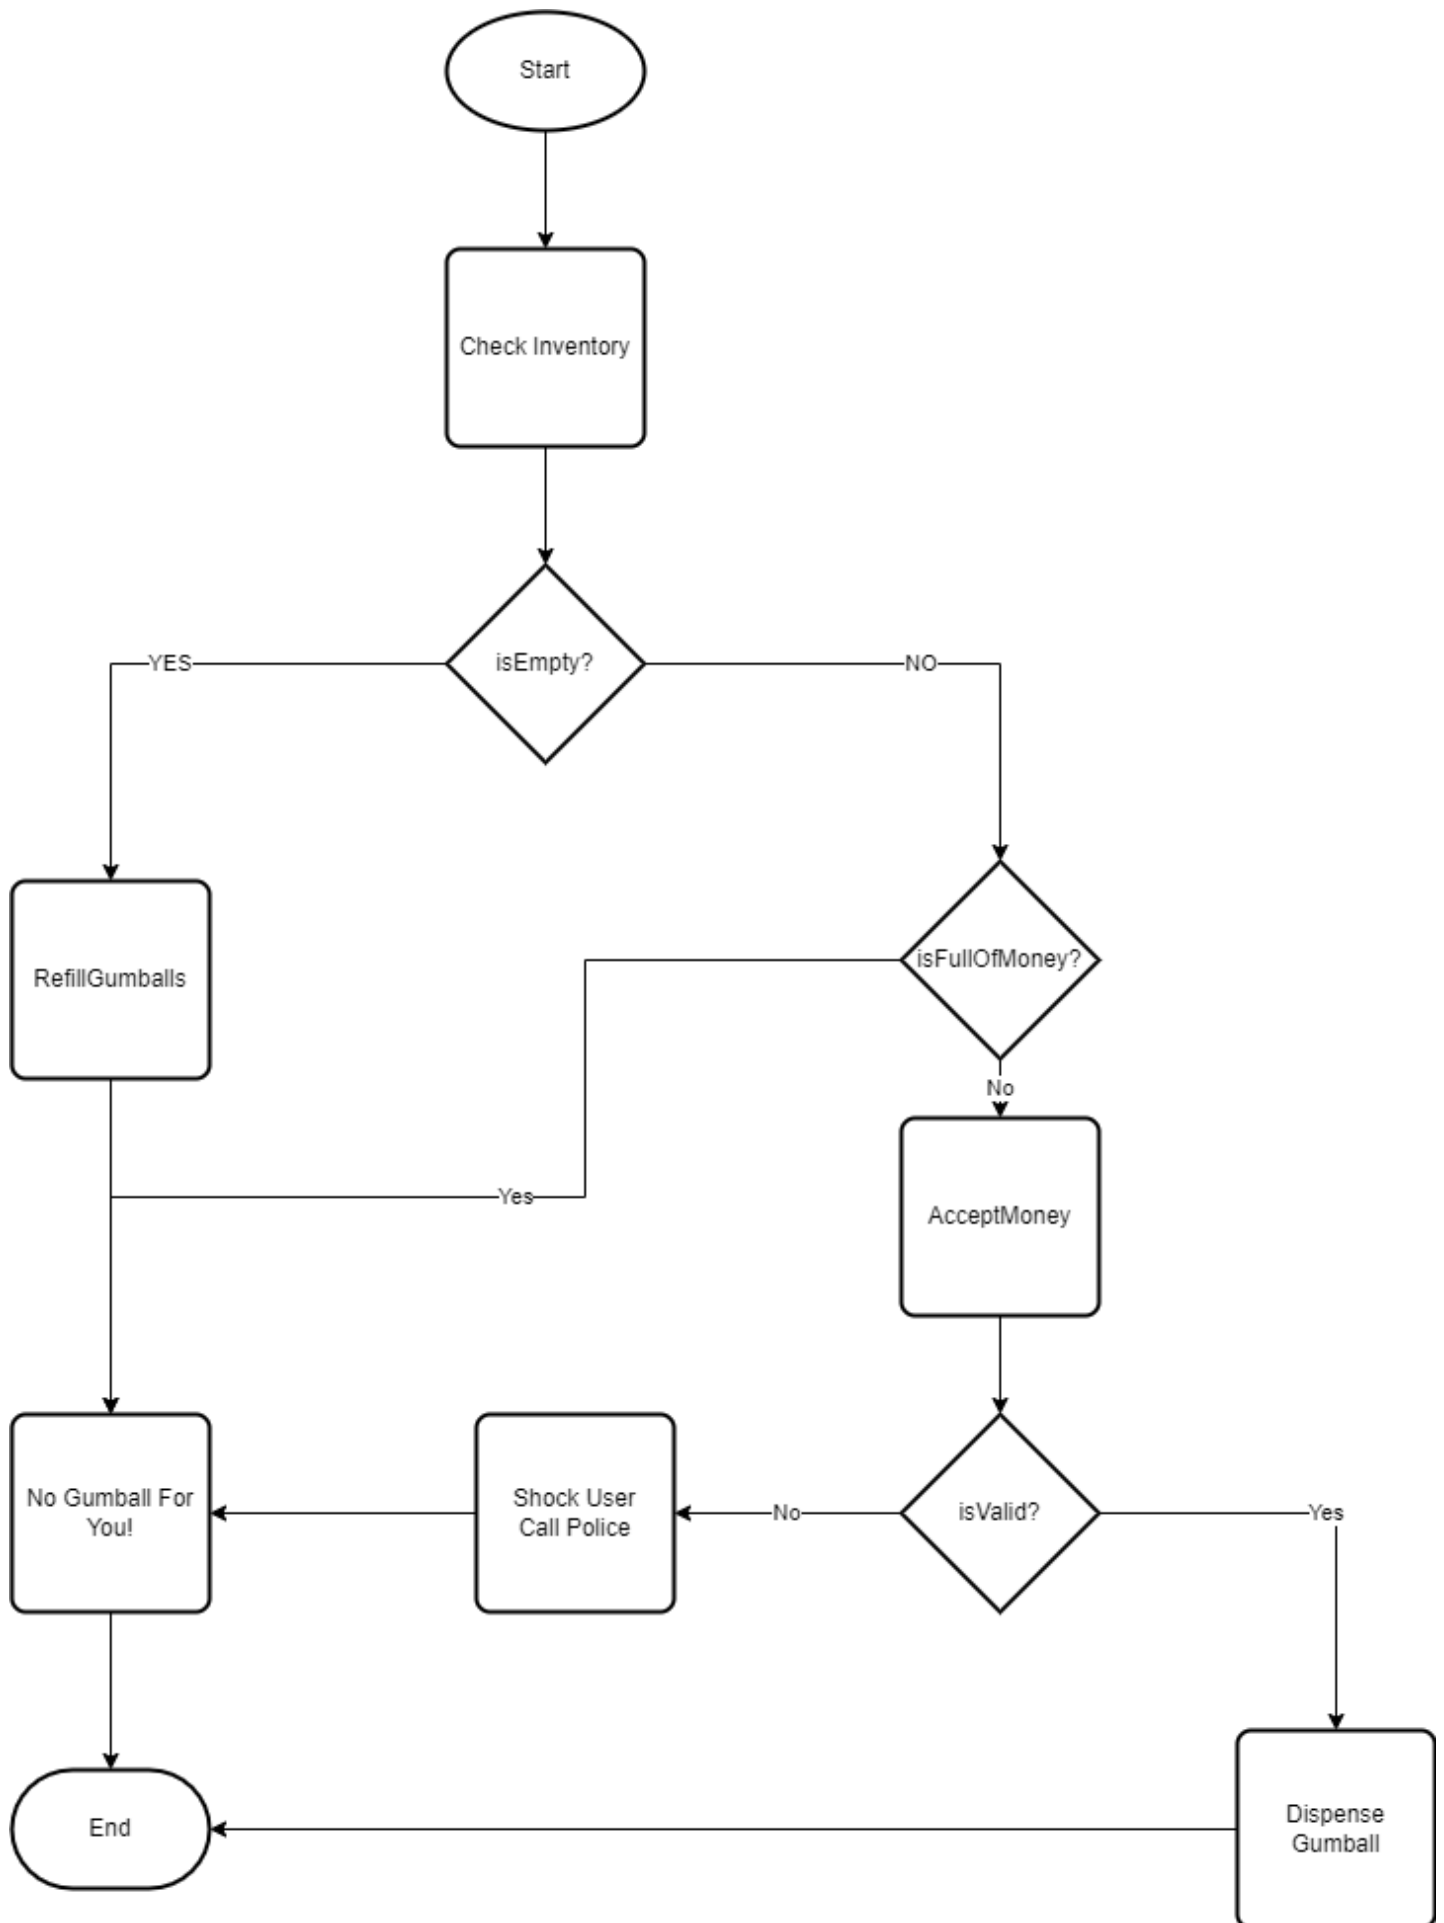 Start
Check Inventory
isEmpty?
YES
NO
RefillGumballs
isFullOfMoney?
No
Yes
AcceptMoney
No Gumball For
You!
Shock User
Call Police
No
isValid?
Yes
End
Dispense
Gumball